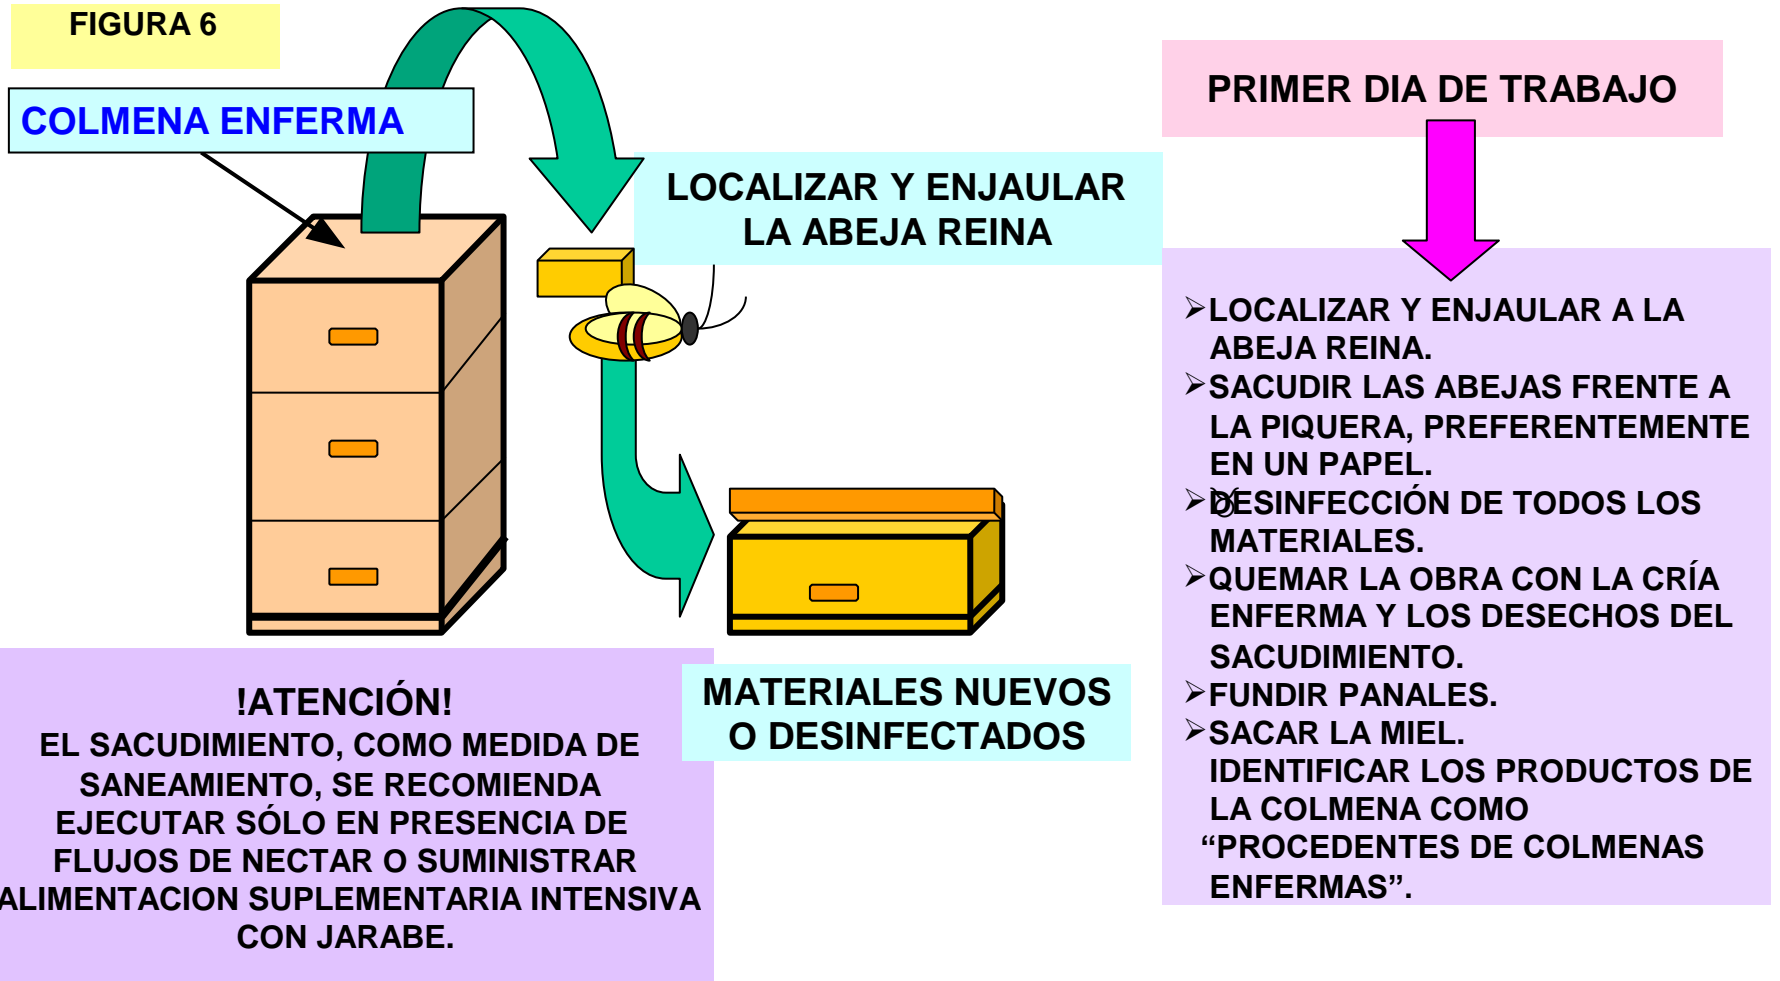 FIGURA 6
COLMENA ENFERMA
LOCALIZAR Y ENJAULAR
LA ABEJA REINA
MATERIALES NUEVOS
O DESINFECTADOS
!ATENCIÓN!
EL SACUDIMIENTO, COMO MEDIDA DE
SANEAMIENTO, SE RECOMIENDA
EJECUTAR SÓLO EN PRESENCIA DE
FLUJOS DE NECTAR O SUMINISTRAR
ALIMENTACION SUPLEMENTARIA INTENSIVA
CON JARABE.
PRIMER DIA DE TRABAJO
➢LOCALIZAR Y ENJAULAR A LA
ABEJA REINA.
➢SACUDIR LAS ABEJAS FRENTE A
LA PIQUERA, PREFERENTEMENTE
EN UN PAPEL.
➢DESINFECCIÓN DE TODOS LOS
MATERIALES.
➢QUEMAR LA OBRA CON LA CRÍA
ENFERMA Y LOS DESECHOS DEL
SACUDIMIENTO.
➢FUNDIR PANALES.
➢SACAR LA MIEL.
IDENTIFICAR LOS PRODUCTOS DE
LA COLMENA COMO
“PROCEDENTES DE COLMENAS
ENFERMAS”.